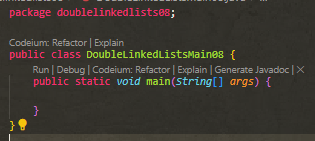 package doublelinkedlists08;
Codeium: Refactor | Explain
public class DoubleLinkedListsMain08 {
Run | Debug | Codeium: Refactor | Explain | Generate Javadoc | ×
public static void main(String[] args) {
}
}